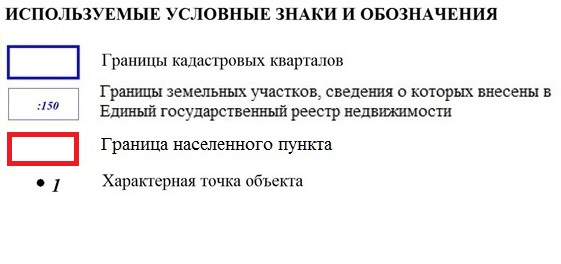 ИСПОЛЬЗУЕМЫЕ УСЛОВНЫЕ ЗНАКИ И ОБОЗНАЧЕНИЯ
Границы кадастровых кварталов
:150
Границы земельных участков, сведения о которых внесены в
Единый государственный реестр недвижимости
Граница населенного пункта
1
Характерная точка объекта